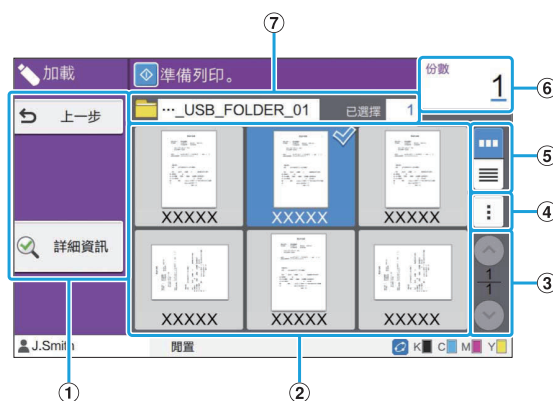 ⑦
加載
準備列印。
份數
1
⑥
上一步
···_USB_FOLDER_01
已選擇
1
⑤
XXXXX
XXXXX
XXXXX
④
詳細資訊
1
1
③
XXXXX
XXXXX
XXXXX
J.Smith
閒置
K
C
M
Y
①
②